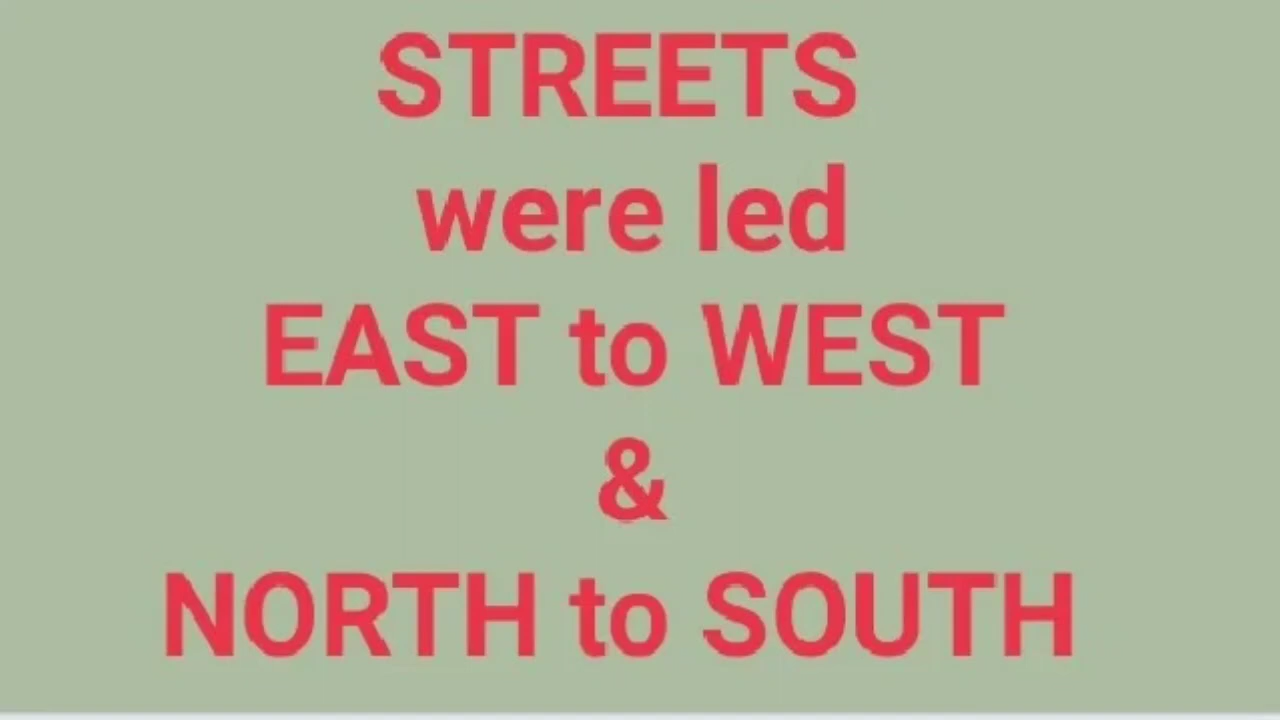 STREETS
were led
EAST to WEST
&
NORTH to SOUTH